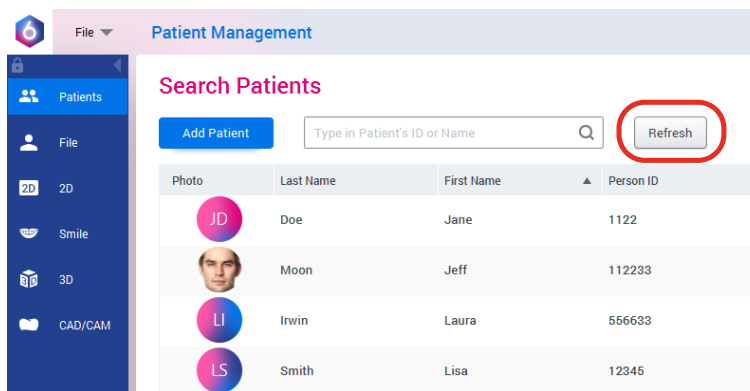 6 File Patient Management
Patients
File
2D 2D
Smile
3D 3D
CAD/CAM
Search Patients
Add Patient Type in Patient's ID or Name Refresh
Photo Last Name First Name Person ID
JD Doe Jane 1122
Moon Jeff 112233
LI Irwin Laura 556633
LS Smith Lisa 12345